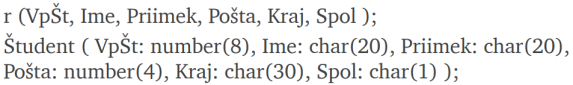 r (VpŠt, Ime, Priimek, Pošta, Kraj, Spol );
Študent ( VpŠt: number(8), Ime: char(20), Priimek: char(20),
Pošta: number(4), Kraj: char(30), Spol: char(1) );